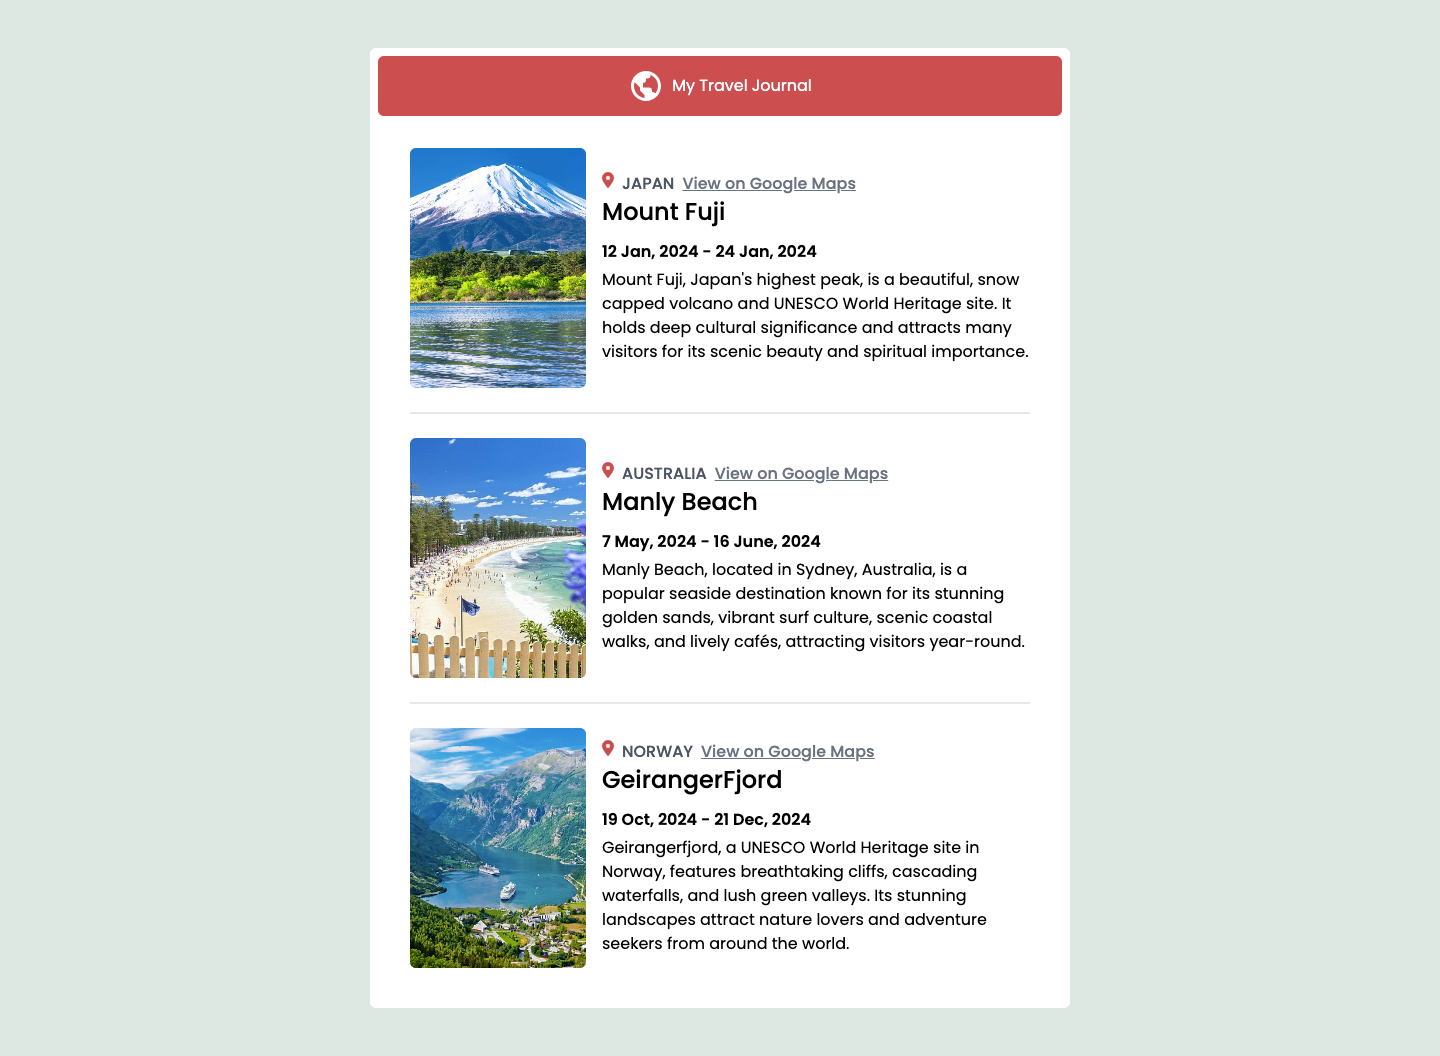 My Travel Journal
JAPAN View on Google Maps
Mount Fuji
12 Jan, 2024 - 24 Jan, 2024
Mount Fuji, Japan's highest peak, is a beautiful, snow
capped volcano and UNESCO World Heritage site. It
holds deep cultural significance and attracts many
visitors for its scenic beauty and spiritual importance.
AUSTRALIA View on Google Maps
Manly Beach
7 May, 2024 - 16 June, 2024
Manly Beach, located in Sydney, Australia, is a
popular seaside destination known for its stunning
golden sands, vibrant surf culture, scenic coastal
walks, and lively cafés, attracting visitors year-round.
NORWAY View on Google Maps
GeirangerFjord
19 Oct, 2024 - 21 Dec, 2024
Geirangerfjord, a UNESCO World Heritage site in
Norway, features breathtaking cliffs, cascading
waterfalls, and lush green valleys. Its stunning
landscapes attract nature lovers and adventure
seekers from around the world.